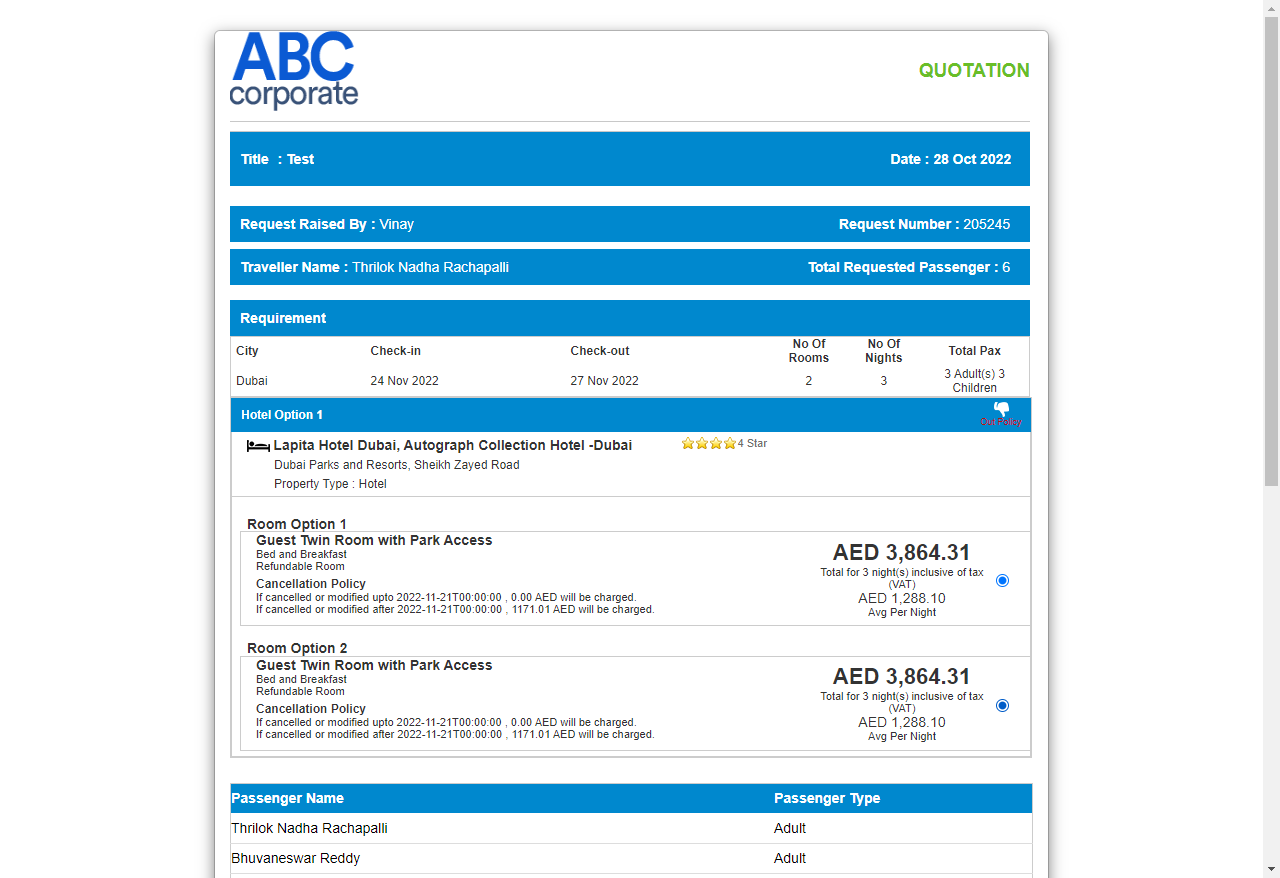 ABC
corporate
QUOTATION
Title : Test
Date : 28 Oct 2022
Request Raised By : Vinay
Request Number : 205245
Traveller Name : Thrilok Nadha Rachapalli
Total Requested Passenger : 6
Requirement
City Check-in Check-out No Of Rooms No Of Nights Total Pax
Dubai 24 Nov 2022 27 Nov 2022 2 3 3 Adult(s) 3 Children
Hotel Option 1
Out Policy
Lapita Hotel Dubai, Autograph Collection Hotel -Dubai
4 Star
Dubai Parks and Resorts, Sheikh Zayed Road
Property Type : Hotel
Room Option 1
Guest Twin Room with Park Access
Bed and Breakfast
Refundable Room
Cancellation Policy
If cancelled or modified upto 2022-11-21T00:00:00 , 0.00 AED will be charged.
If cancelled or modified after 2022-11-21T00:00:00 , 1171.01 AED will be charged.
AED 3,864.31
Total for 3 night(s) inclusive of tax
(VAT)
AED 1,288.10
Avg Per Night
Room Option 2
Guest Twin Room with Park Access
Bed and Breakfast
Refundable Room
Cancellation Policy
If cancelled or modified upto 2022-11-21T00:00:00 , 0.00 AED will be charged.
If cancelled or modified after 2022-11-21T00:00:00 , 1171.01 AED will be charged.
AED 3,864.31
Total for 3 night(s) inclusive of tax
(VAT)
AED 1,288.10
Avg Per Night
Passenger Name Passenger Type
Thrilok Nadha Rachapalli Adult
Bhuvaneswar Reddy Adult